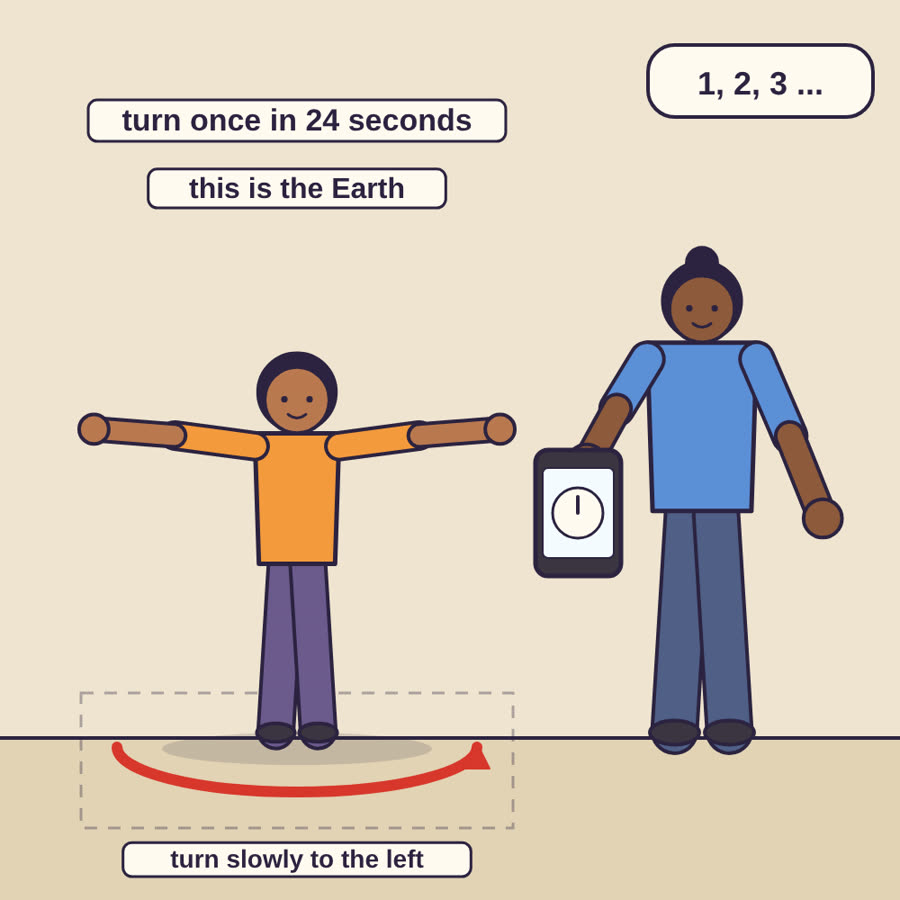 1, 2, 3 ...
turn once in 24 seconds
this is the Earth
turn slowly to the left